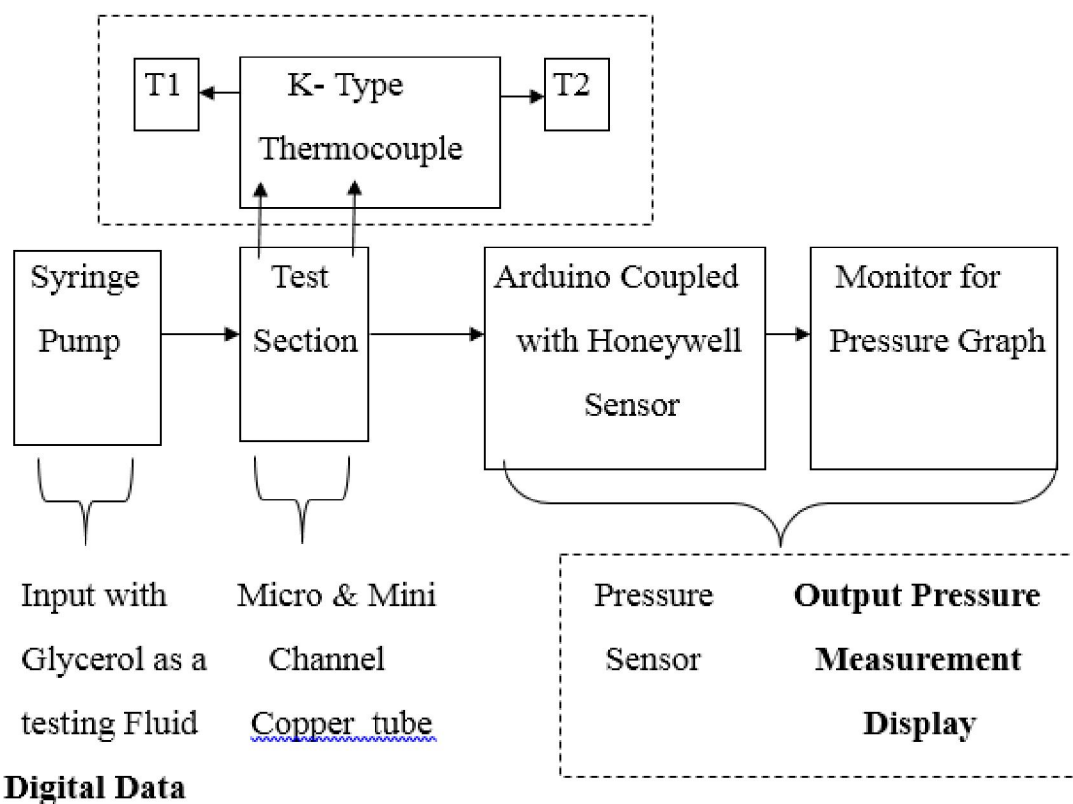 T1
K- Type
Thermocouple
T2
Syringe
Pump
Test
Section
Arduino Coupled
with Honeywell
Sensor
Monitor for
Pressure Graph
Input with
Glycerol as a
testing Fluid
Digital Data
Micro & Mini
Channel
Copper tube
Pressure
Sensor
Output Pressure
Measurement
Display